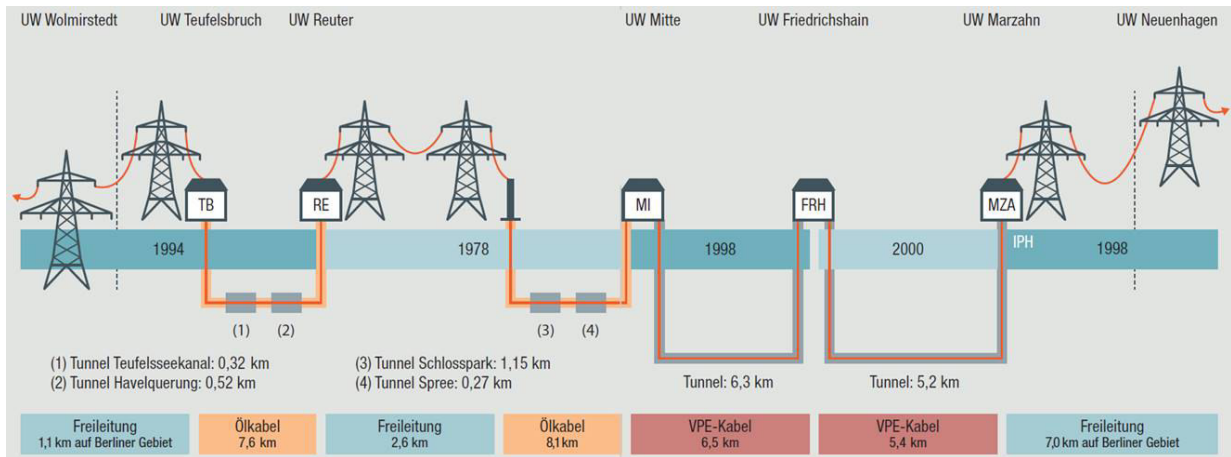 UW Wolmirstedt
UW Teufelsbruch
UW Reuter
UW Mitte
UW Friedrichshain
UW Marzahn
UW Neuenhagen
TB
RE
MI
FRH
MZA
1994
1978
1998
2000
IPH
1998
(1)
(2)
(3)
(4)
(1) Tunnel Teufelsseekanal: 0,32 km
(2) Tunnel Havelquerung: 0,52 km
(3) Tunnel Schlosspark: 1,15 km
(4) Tunnel Spree: 0,27 km
Tunnel: 6,3 km
Tunnel: 5,2 km
Freileitung
1,1 km auf Berliner Gebiet
Ölkabel
7,6 km
Freileitung
2,6 km
Ölkabel
8,1 km
VPE-Kabel
6,5 km
VPE-Kabel
5,4 km
Freileitung
7,0 km auf Berliner Gebiet